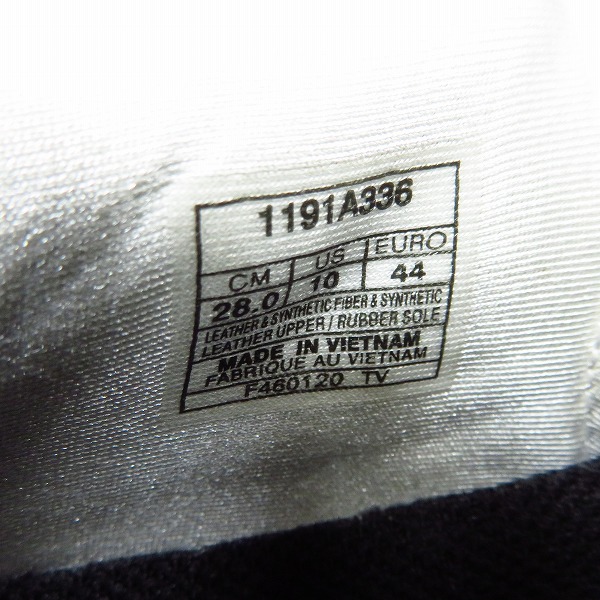 1191A336
CM US EURO
28.0 10 44
LEATHER & SYNTHETIC FIBER & SYNTHETIC
LEATHER UPPER / RUBBER SOLE
MADE IN VIETNAM
FABRIQUE AU VIETNAM
F460120 TV